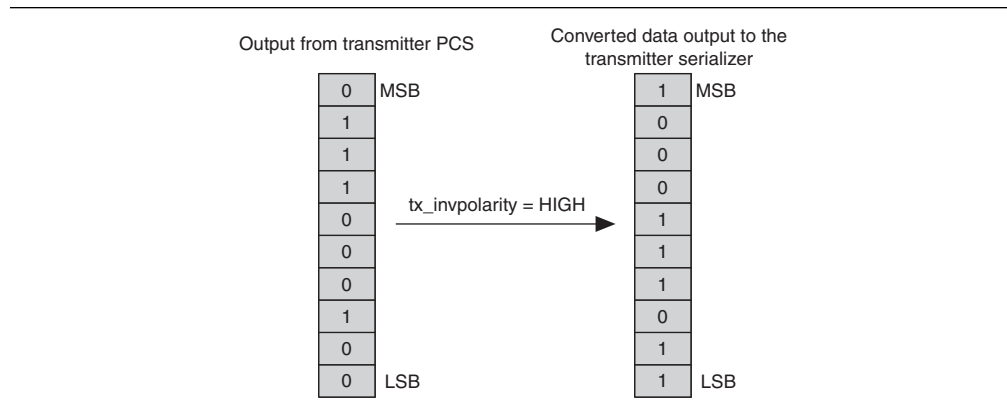 Output from transmitter PCS
Converted data output to the
transmitter serializer
0 MSB 1 MSB
1 0
1 0
1 0
tx_invpolarity = HIGH
0 1
0 1
0 1
1 0
0 1
0 LSB 1 LSB